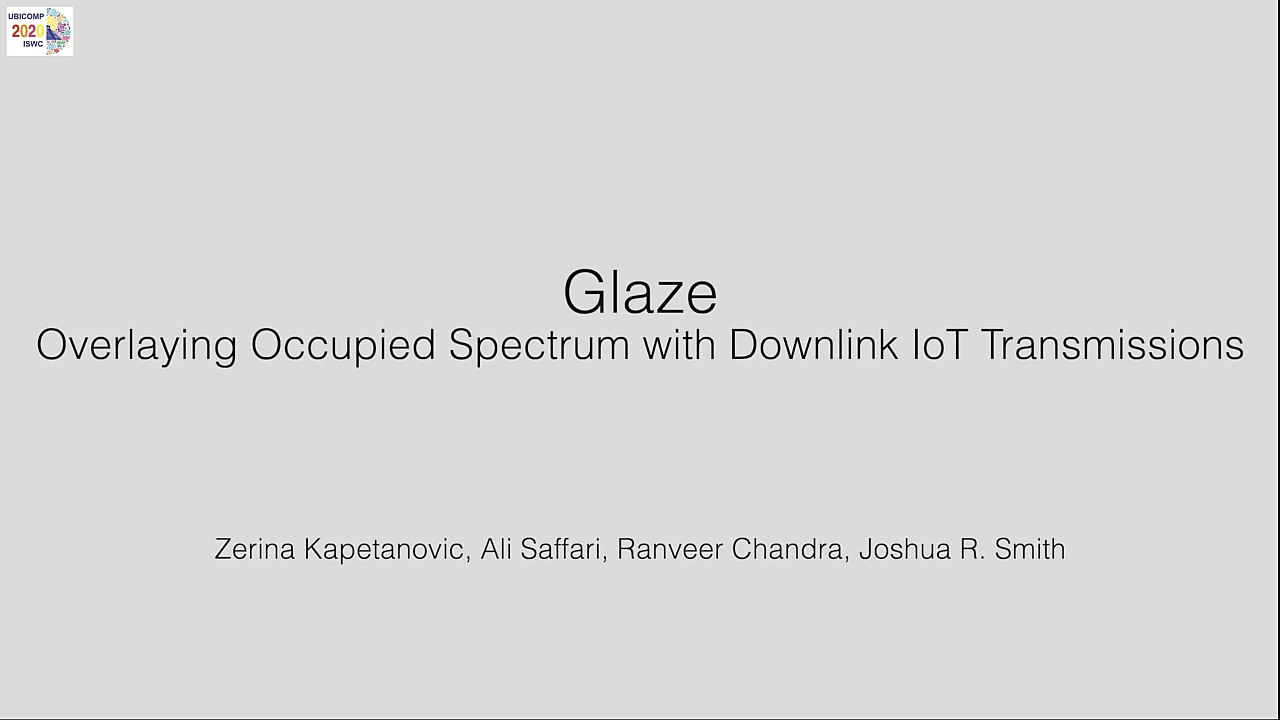 UBICOMP
2020
ISWC
Glaze
Overlaying Occupied Spectrum with Downlink IoT Transmissions
Zerina Kapetanovic, Ali Saffari, Ranveer Chandra, Joshua R. Smith